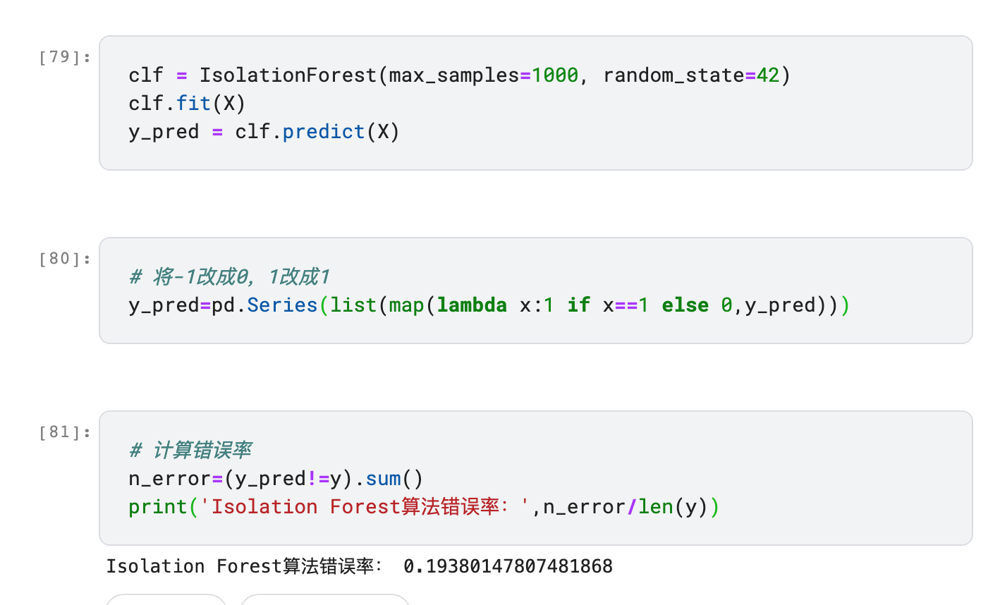 [79]:
clf = IsolationForest(max_samples=1000, random_state=42)
clf.fit(X)
y_pred = clf.predict(X)
[80]:
# 将-1改成0, 1改成1
y_pred=pd.Series(list(map(lambda x:1 if x==1 else 0,y_pred)))
[81]:
# 计算错误率
n_error=(y_pred!=y).sum()
print('Isolation Forest算法错误率：',n_error/len(y))
Isolation Forest算法错误率： 0.19380147807481868